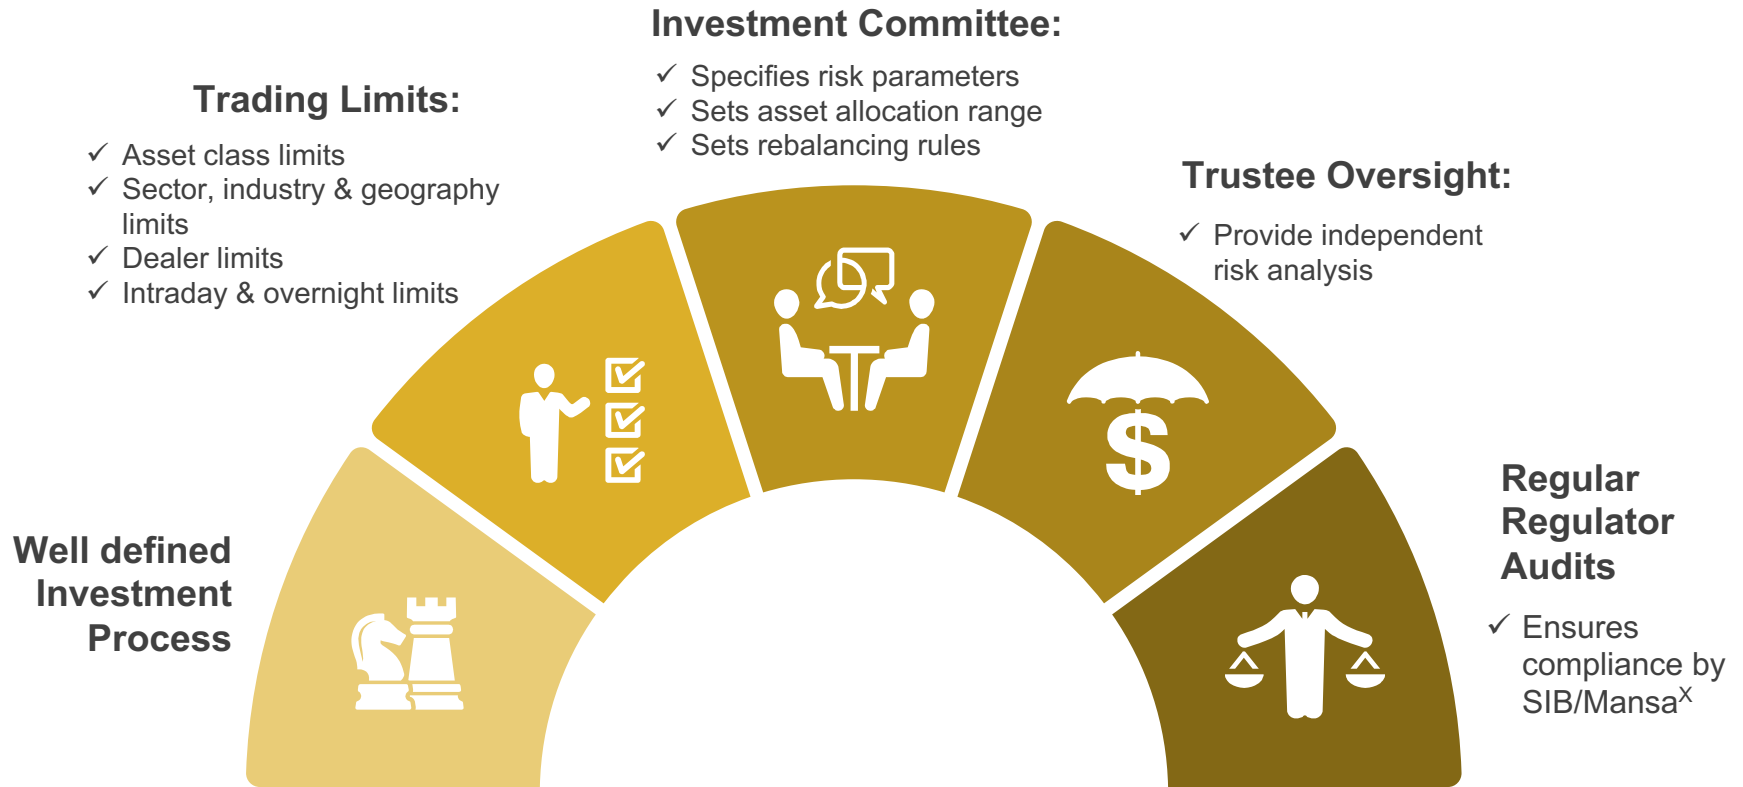 Investment Committee:
✓ Specifies risk parameters
✓ Sets asset allocation range
✓ Sets rebalancing rules
Trading Limits:
✓ Asset class limits
✓ Sector, industry & geography
limits
✓ Dealer limits
✓ Intraday & overnight limits
Trustee Oversight:
✓ Provide independent
risk analysis
Well defined
Investment
Process
$
Regular
Regulator
Audits
✓ Ensures
compliance by
SIB/Mansaˣ